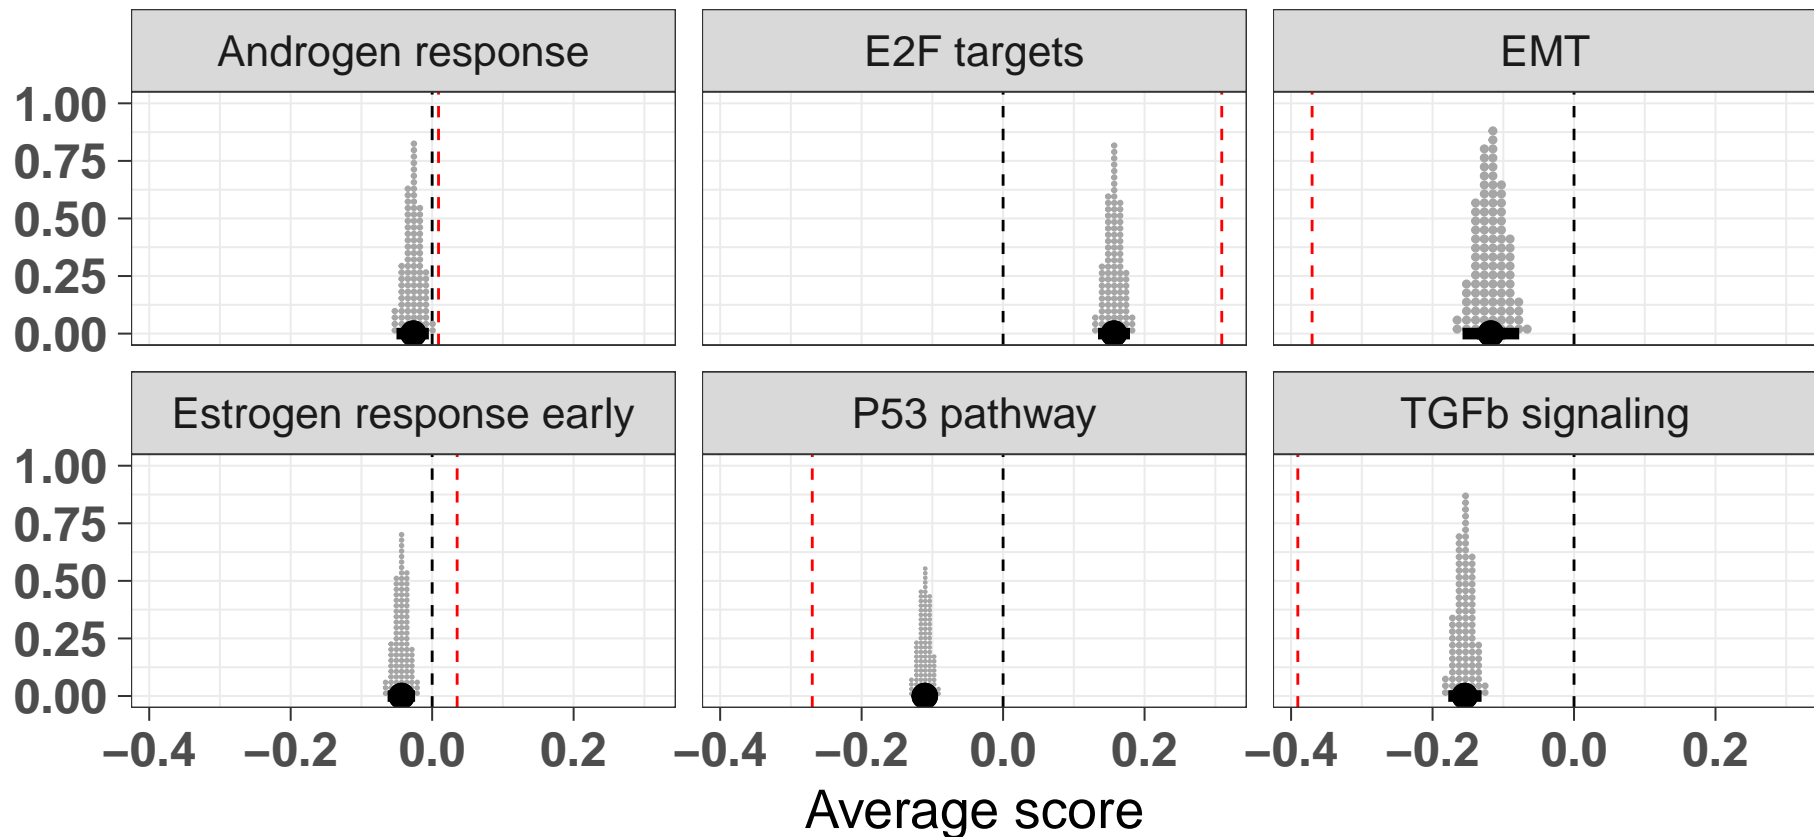 Androgen response
E2F targets
EMT
1.00
0.75
0.50
0.25
0.00
Estrogen response early
P53 pathway
TGFb signaling
1.00
0.75
0.50
0.25
0.00
−0.4 −0.2 0.0 0.2
−0.4 −0.2 0.0 0.2
−0.4 −0.2 0.0 0.2
Average score